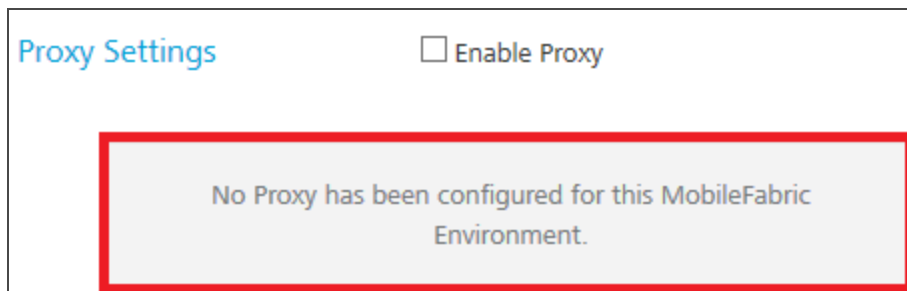 Proxy Settings
Enable Proxy
No Proxy has been configured for this MobileFabric
Environment.